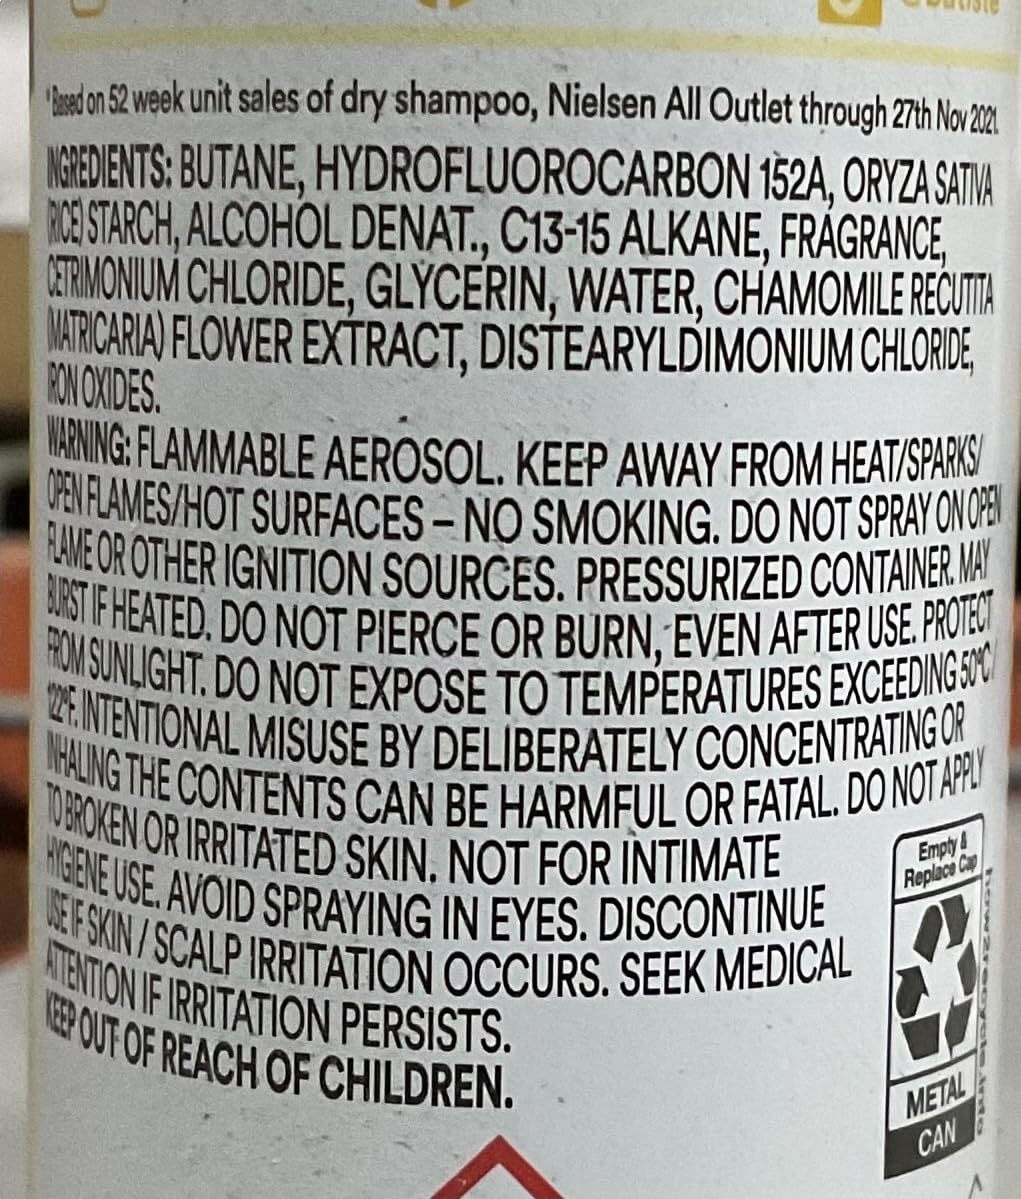 *Based on 52 week unit sales of dry shampoo, Nielsen All Outlet through 27th Nov 2021.
INGREDIENTS: BUTANE, HYDROFLUOROCARBON 152A, ORYZA SATIVA
(RICE) STARCH, ALCOHOL DENAT., C13-15 ALKANE, FRAGRANCE,
CETRIMONIUM CHLORIDE, GLYCERIN, WATER, CHAMOMILE RECUTITA
(MATRICARIA) FLOWER EXTRACT, DISTEARYLDIMONIUM CHLORIDE,
IRON OXIDES.
WARNING: FLAMMABLE AEROSOL. KEEP AWAY FROM HEAT/SPARKS/
OPEN FLAMES/HOT SURFACES – NO SMOKING. DO NOT SPRAY ON OPEN
FLAME OR OTHER IGNITION SOURCES. PRESSURIZED CONTAINER. MAY
BURST IF HEATED. DO NOT PIERCE OR BURN, EVEN AFTER USE. PROTECT
FROM SUNLIGHT. DO NOT EXPOSE TO TEMPERATURES EXCEEDING 50°C/
122°F. INTENTIONAL MISUSE BY DELIBERATELY CONCENTRATING OR
INHALING THE CONTENTS CAN BE HARMFUL OR FATAL. DO NOT APPLY
TO BROKEN OR IRRITATED SKIN. NOT FOR INTIMATE
HYGIENE USE. AVOID SPRAYING IN EYES. DISCONTINUE
USE IF SKIN / SCALP IRRITATION OCCURS. SEEK MEDICAL
ATTENTION IF IRRITATION PERSISTS.
KEEP OUT OF REACH OF CHILDREN.
Empty &
Replace Cap
METAL
CAN
how2recycle.info